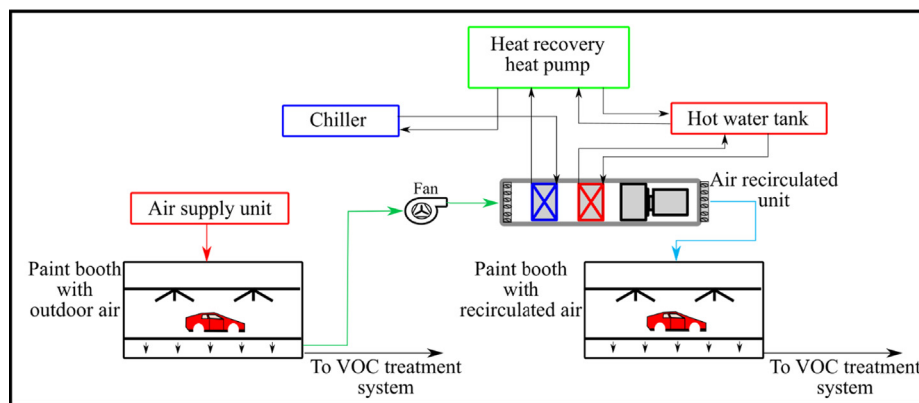 Heat recovery
heat pump
Chiller
Hot water tank
Fan
Air recirculated
unit
Air supply unit
Paint booth
with
outdoor air
Paint booth
with
recirculated air
To VOC treatment
system
To VOC treatment
system